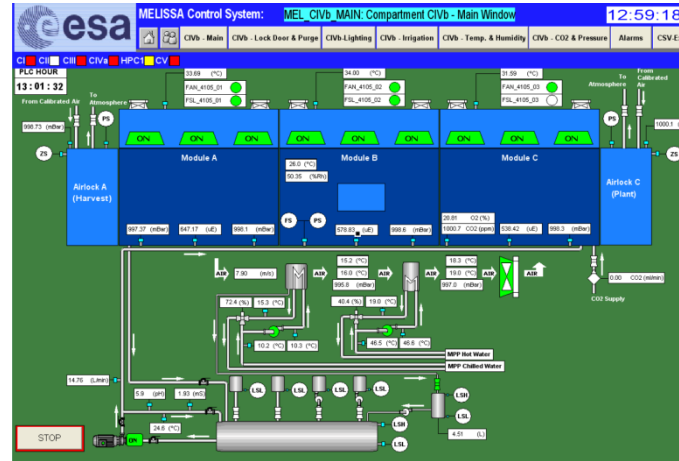 esa
MELISSA Control System: MEL_CIVb_MAIN: Compartment CIVb - Main Window 12:59:18
CIVb - Main CIVb - Lock Door & Purge CIVb-Lighting CIVb - Irrigation CIVb - Temp. & Humidity CIVb - CO2 & Pressure Alarms CSV-E
CI CII CIII CIVa HPC1 CV
PLC HOUR
13:01:32
33.69 (°C) 34.00 (°C) 31.59 (°C)
To Atmosphere From Calibrated Air
FAN_4105_01 FAN_4105_02 FAN_4105_03
FSL_4105_01 FSL_4105_02 FSL_4105_03
From Calibrated Air To Atmosphere
998.73 (mBar) PS PS 1000.1
ON ON ON ON ON ON ON ON ON
ZS ZS
Module A Module B Module C
26.0 (°C)
50.35 (%Rh)
Airlock A (Harvest)
Airlock C (Plant)
FS PS
20.81 O2 (%)
997.37 (mBar) 647.17 (uE) 998.1 (mBar) 578.83 (uE) 998.6 (mBar) 1000.7 CO2 (ppm) 538.42 (uE) 998.3 (mBar)
AIR 7.90 (m/s) AIR AIR AIR AIR
15.2 (°C) 18.3 (°C)
16.0 (°C) 19.0 (°C)
995.8 (mBar) 997.0 (mBar)
0.00 CO2 (ml/min)
CO2 Supply
72.4 (%) 15.3 (°C) 40.4 (%) 19.0 (°C)
10.2 (°C) 10.3 (°C) 46.5 (°C) 46.6 (°C)
MPP Hot Water
MPP Chilled Water
14.76 (L/min)
5.9 (pH) 1.93 (mS)
LSL LSL LSL LSL LSH
LSL
24.6 (°C)
LSH
4.51 (L)
STOP ON LSL